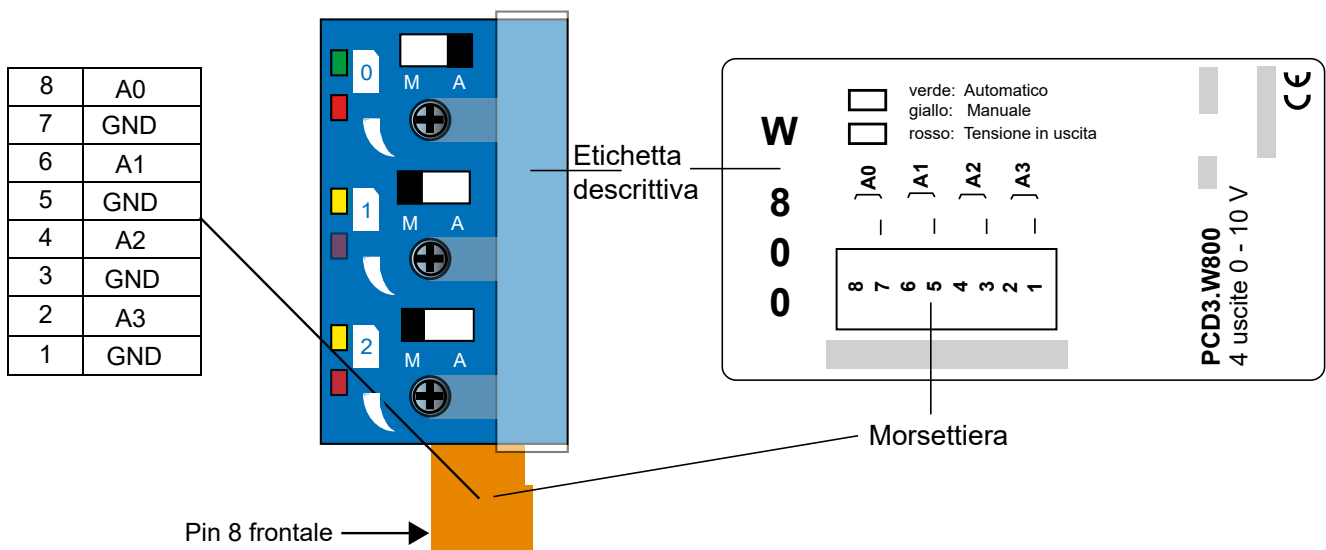 8 A0
7 GND
6 A1
5 GND
4 A2
3 GND
2 A3
1 GND
0
M A
1
M A
2
M A
Pin 8 frontale
Etichetta
descrittiva
Morsettiera
W
8
0
0
verde: Automatico
giallo: Manuale
rosso: Tensione in uscita
A0 A1 A2 A3
8 7 6 5 4 3 2 1
PCD3.W800
4 uscite 0 - 10 V
CE